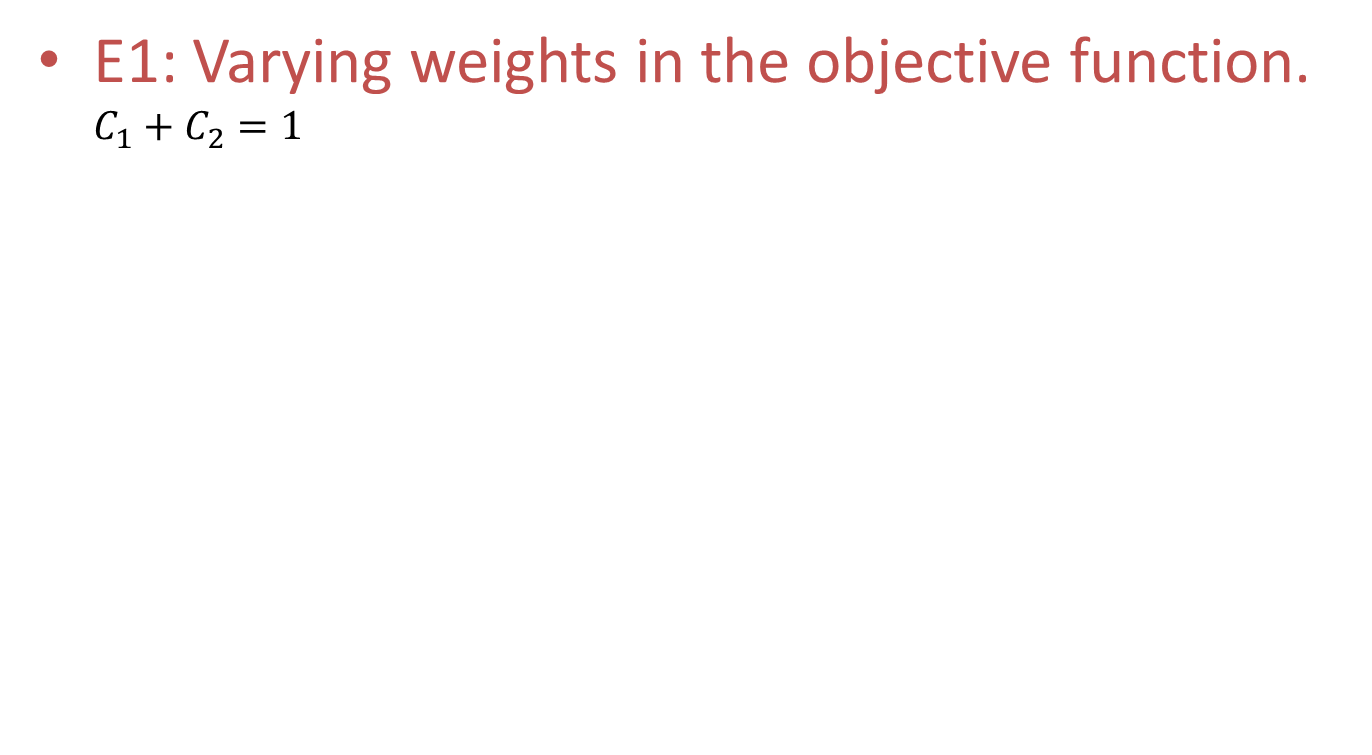 • E1: Varying weights in the objective function.
𝐶₁ + 𝐶₂ = 1